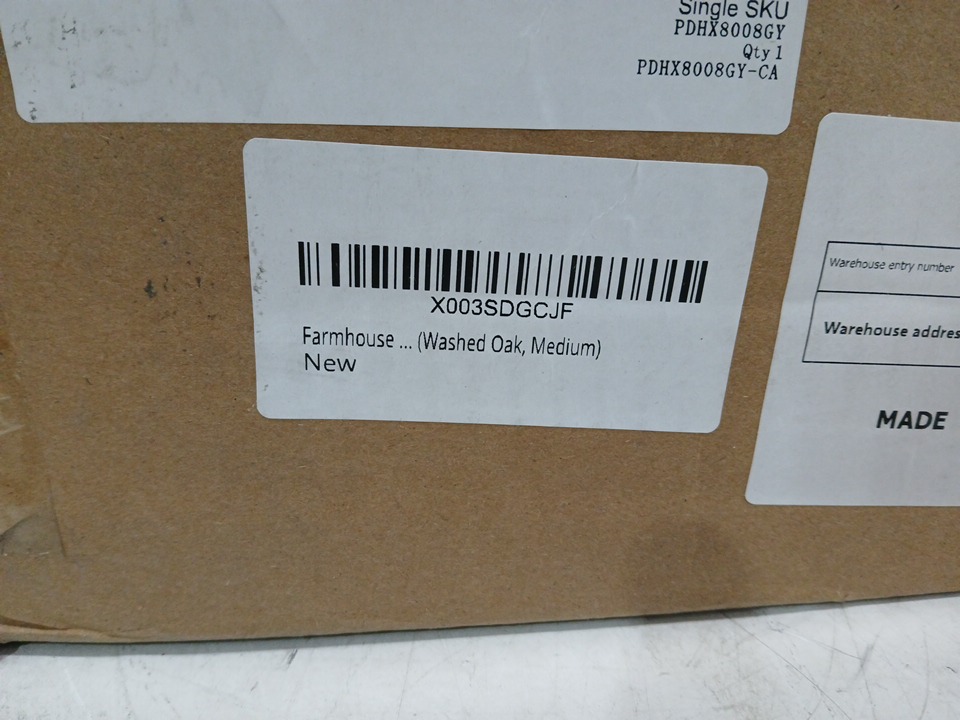 Single SKU
PDHX8008GY
Qty 1
PDHX8008GY-CA
X003SDGCJF
Farmhouse ... (Washed Oak, Medium)
New
Warehouse entry number
Warehouse addres
MADE